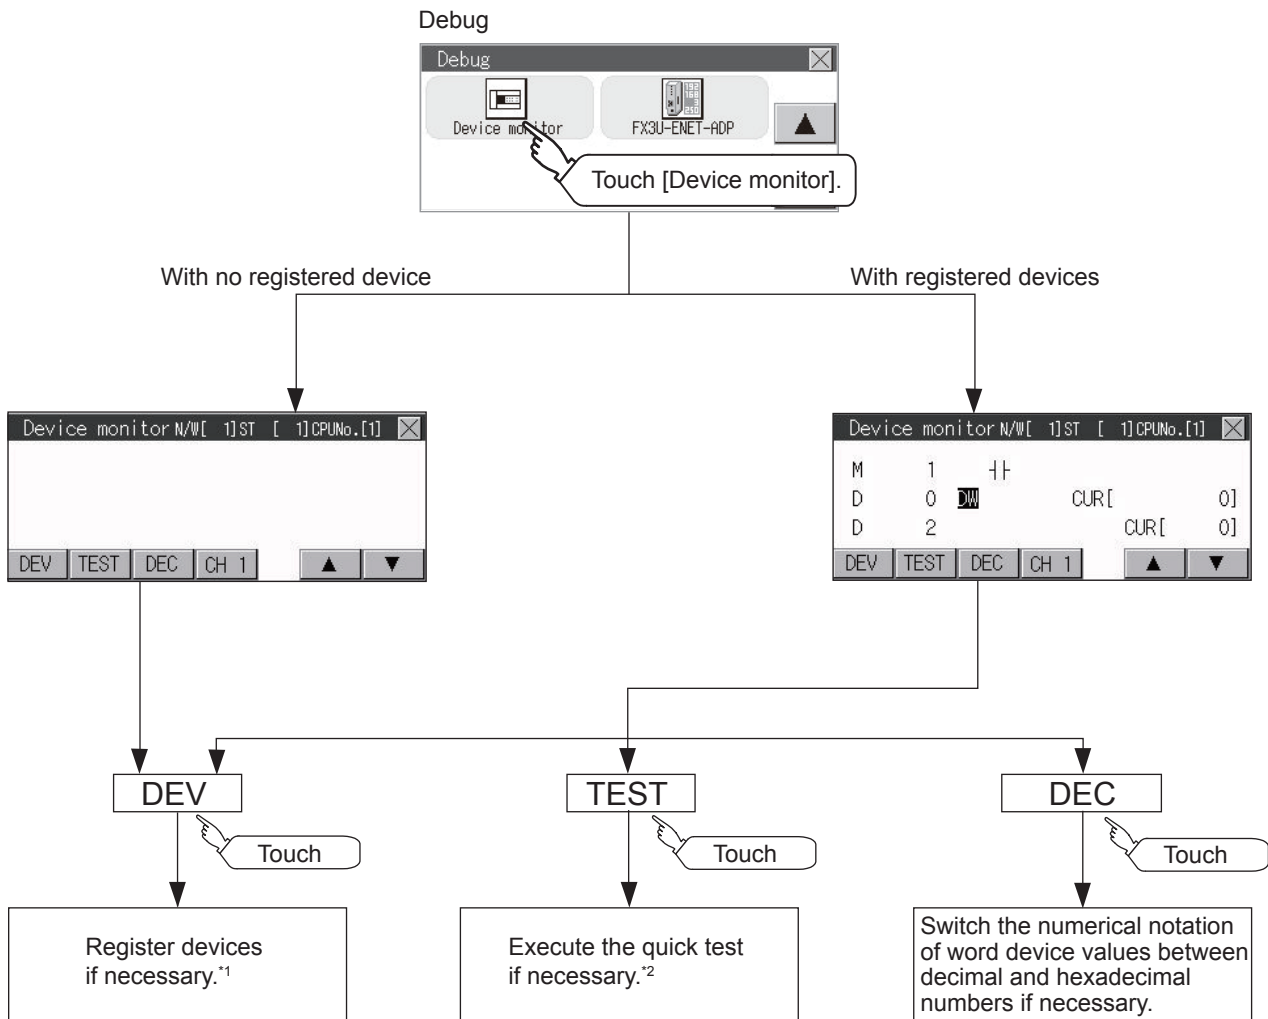 Debug
Debug
Device monitor
FX3U-ENET-ADP
192
168
3
250
▲
Touch [Device monitor].
With no registered device
With registered devices
Device monitor N/W[ 1]ST [ 1]CPUNo.[1]
DEV TEST DEC CH 1 ▲ ▼
Device monitor N/W[ 1]ST [ 1]CPUNo.[1]
M 1 ┤├
D 0 DW CUR[ 0]
D 2 CUR[ 0]
DEV TEST DEC CH 1 ▲ ▼
DEV
Touch
TEST
Touch
DEC
Touch
Register devices
if necessary.*1
Execute the quick test
if necessary.*2
Switch the numerical notation
of word device values between
decimal and hexadecimal
numbers if necessary.